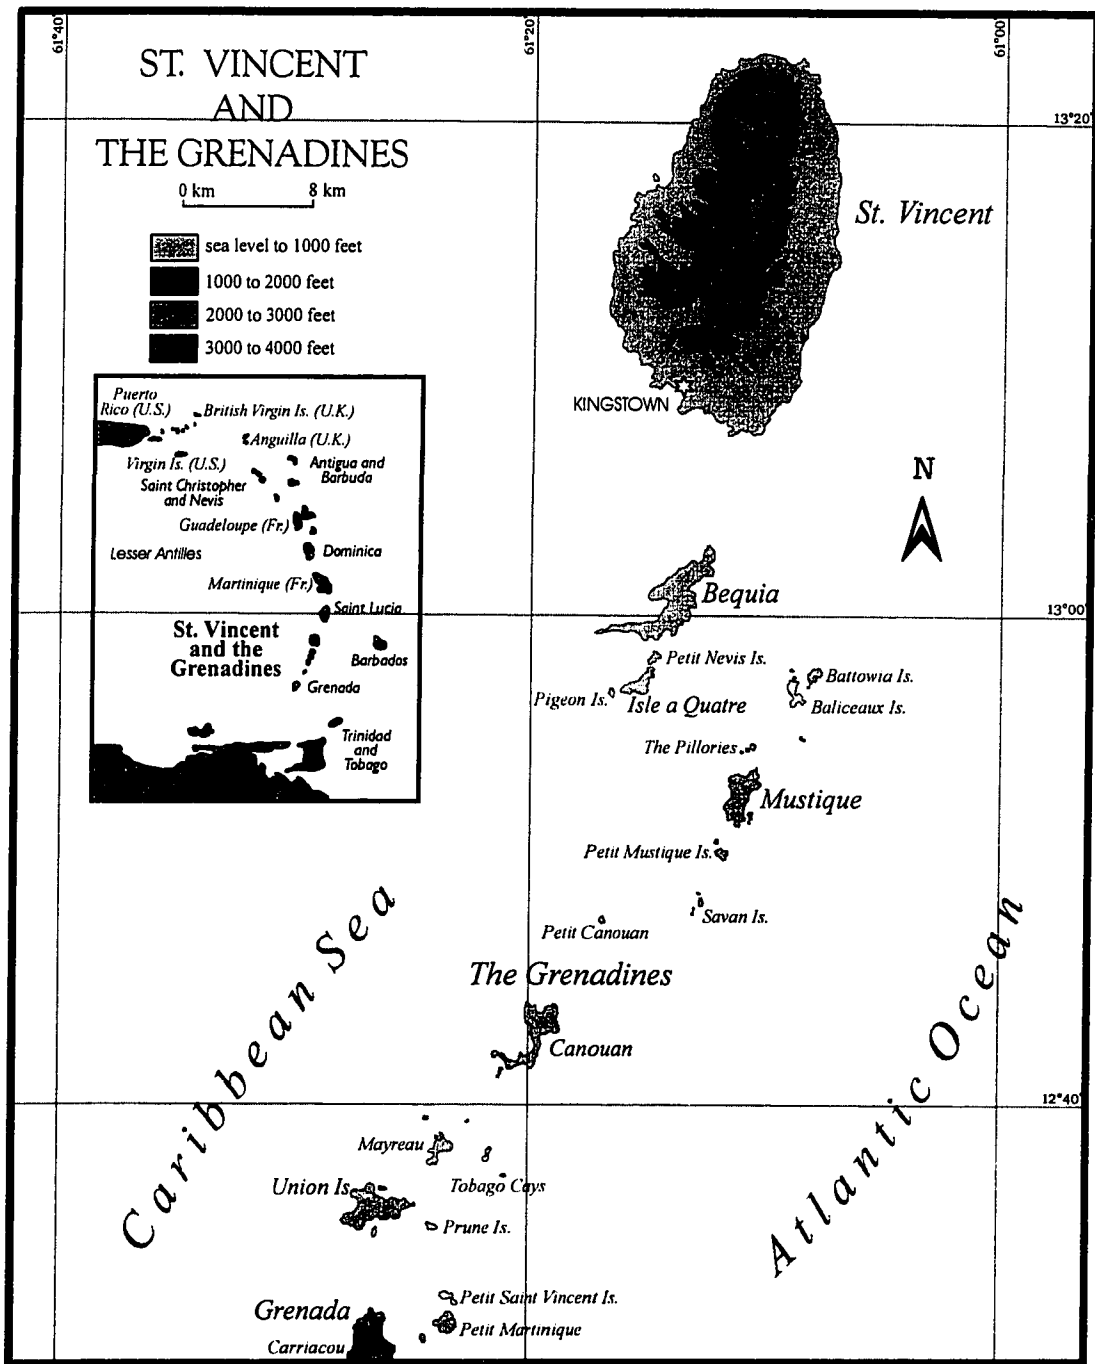 61°40
61°20
61°00
ST. VINCENT
AND
THE GRENADINES
0 km 8 km
sea level to 1000 feet
1000 to 2000 feet
2000 to 3000 feet
3000 to 4000 feet
13°20
St. Vincent
KINGSTOWN
N
Puerto
Rico (U.S.)
British Virgin Is. (U.K.)
Anguilla (U.K.)
Virgin Is. (U.S.)
Antigua and
Barbuda
Saint Christopher
and Nevis
Guadeloupe (Fr.)
Lesser Antilles
Dominica
Martinique (Fr.)
Saint Lucia
St. Vincent
and the
Grenadines
Barbados
Grenada
Trinidad
and
Tobago
Bequia
13°00
Petit Nevis Is.
Battowia Is.
Pigeon Is.
Isle a Quatre
Baliceaux Is.
The Pillories
Mustique
Petit Mustique Is.
Savan Is.
Petit Canouan
The Grenadines
Canouan
Caribbean Sea
Atlantic Ocean
12°40
Mayreau
Tobago Cays
Union Is.
Prune Is.
Petit Saint Vincent Is.
Grenada
Petit Martinique
Carriacou